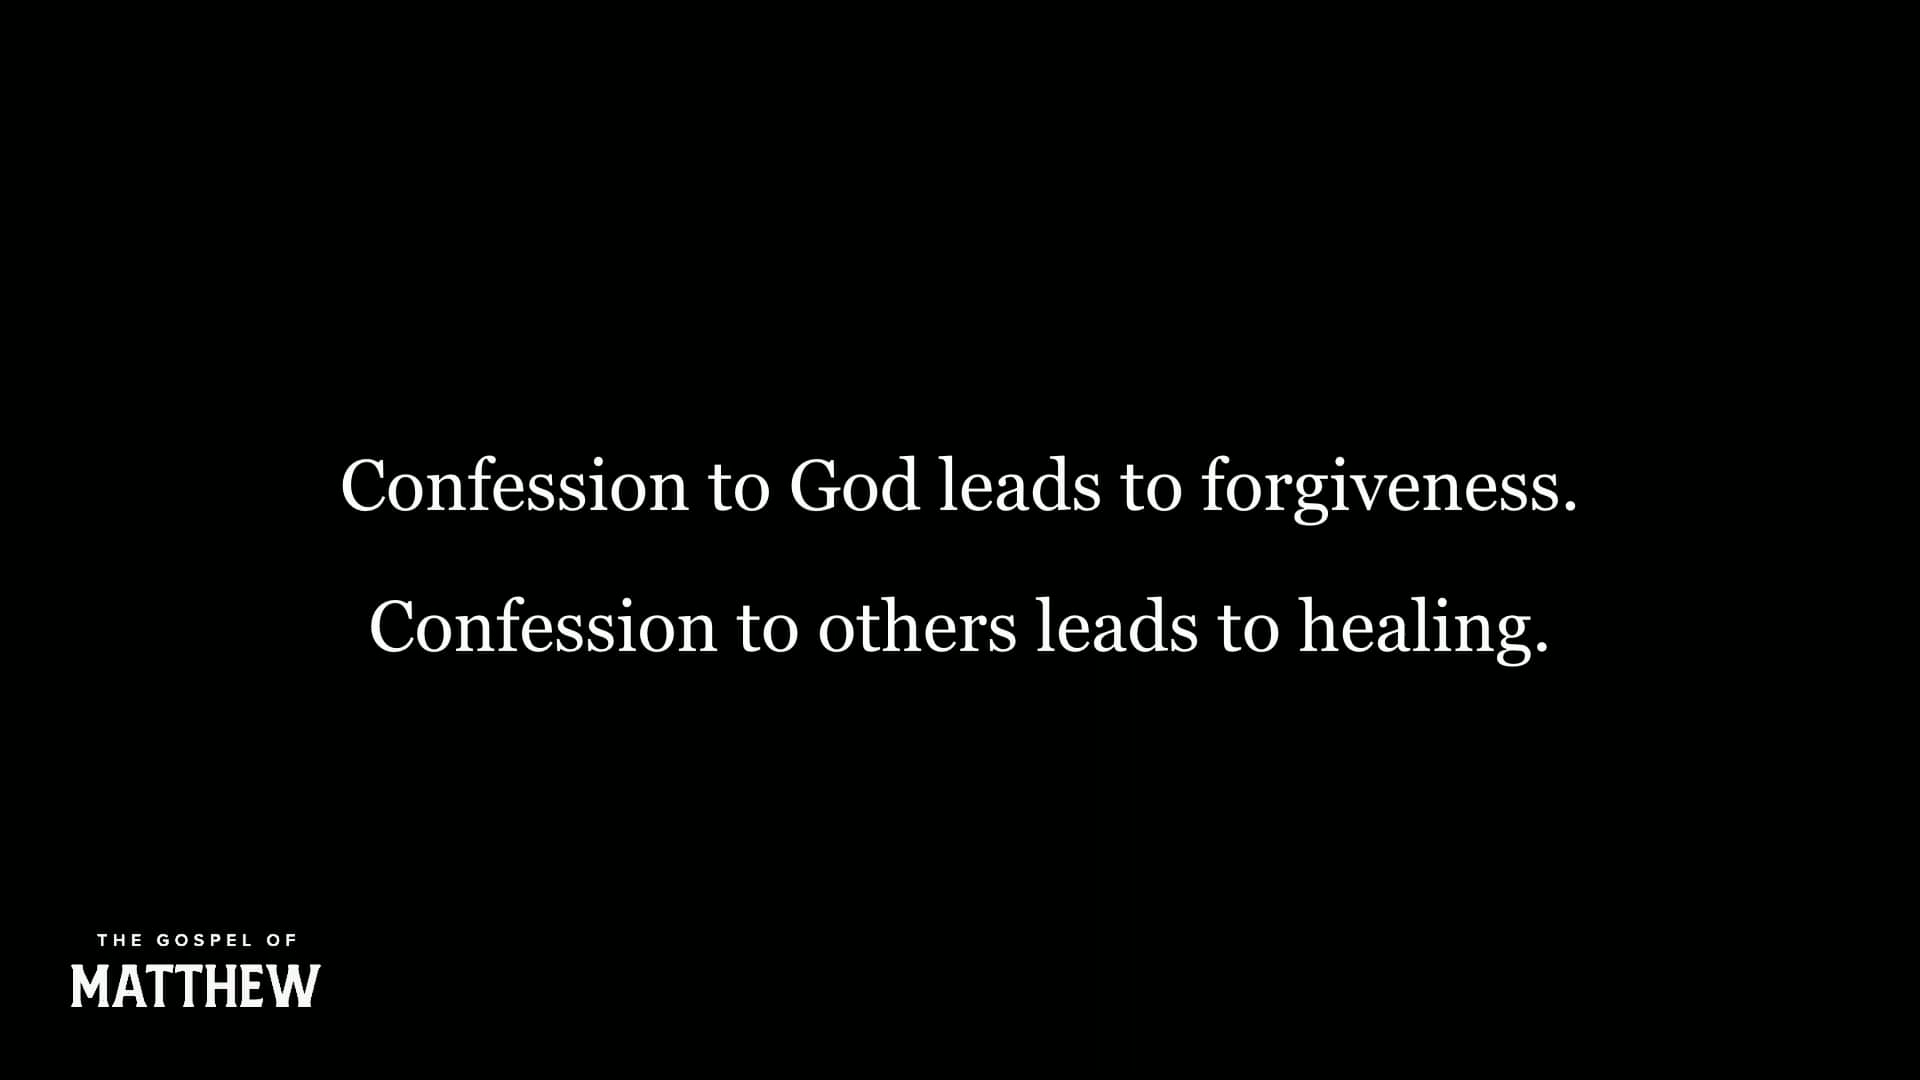 Confession to God leads to forgiveness.
Confession to others leads to healing.
THE GOSPEL OF
MATTHEW